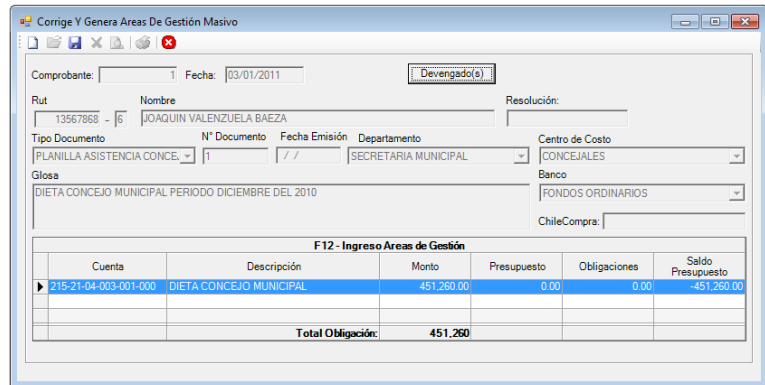 Corrige Y Genera Areas De Gestión Masivo
Comprobante: 1 Fecha: 03/01/2011 Devengado(s)
Rut Nombre Resolución:
13567868 - 6 JOAQUIN VALENZUELA BAEZA
Tipo Documento N° Documento Fecha Emisión Departamento Centro de Costo
PLANILLA ASISTENCIA CONCE. 1 / / SECRETARIA MUNICIPAL CONCEJALES
Glosa Banco
DIETA CONCEJO MUNICIPAL PERIODO DICIEMBRE DEL 2010 FONDOS ORDINARIOS
ChileCompra:
F12 - Ingreso Areas de Gestión
Cuenta Descripción Monto Presupuesto Obligaciones Saldo Presupuesto
215-21-04-003-001-000 DIETA CONCEJO MUNICIPAL 451,260.00 0.00 0.00 -451,260.00
Total Obligación: 451,260